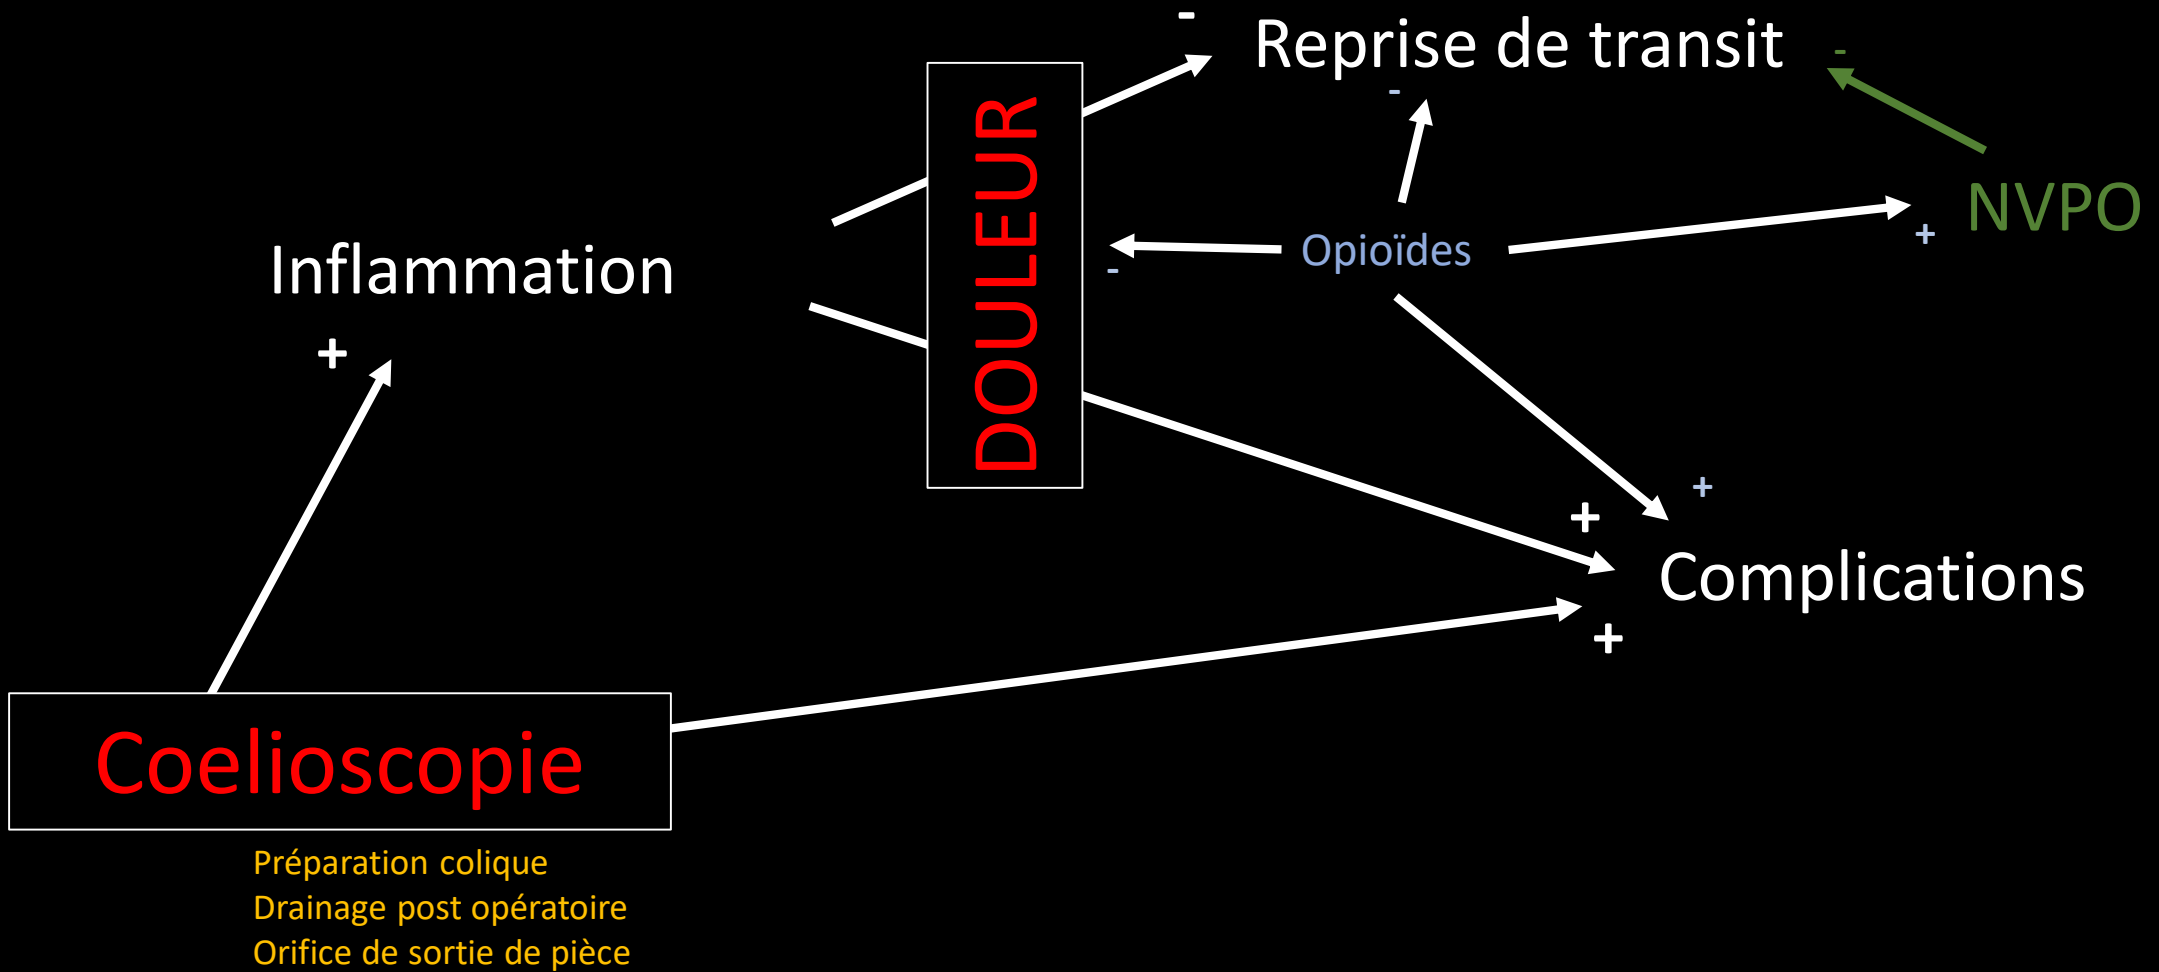 -
Reprise de transit
-
-
DOULEUR
NVPO
+
Opioïdes
-
Inflammation
+
+
+
Complications
+
Coelioscopie
Préparation colique
Drainage post opératoire
Orifice de sortie de pièce